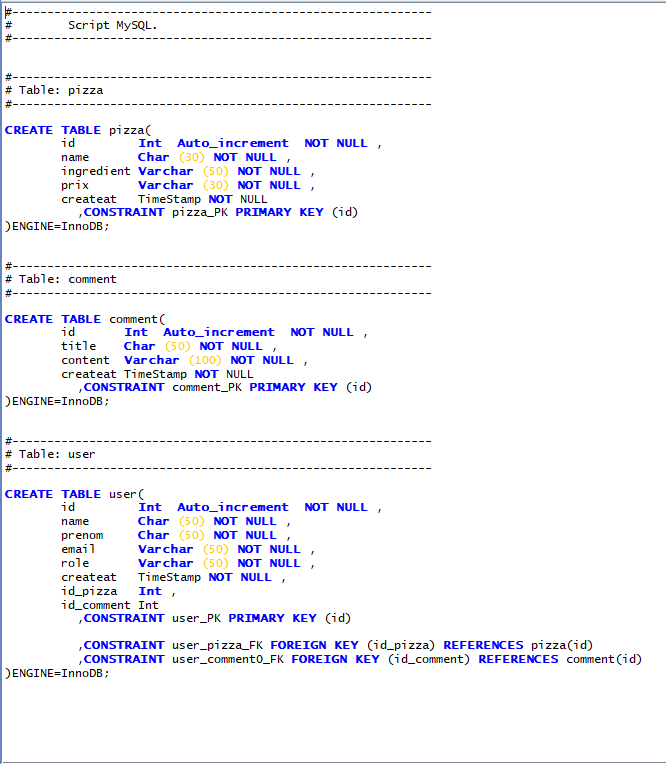 #------------------------------------------------------------
#        Script MySQL.
#------------------------------------------------------------
#------------------------------------------------------------
# Table: pizza
#------------------------------------------------------------
CREATE TABLE pizza(
        id         Int  Auto_increment  NOT NULL ,
        name       Char (30) NOT NULL ,
        ingredient Varchar (50) NOT NULL ,
        prix       Varchar (30) NOT NULL ,
        createat   TimeStamp NOT NULL
	,CONSTRAINT pizza_PK PRIMARY KEY (id)
)ENGINE=InnoDB;
#------------------------------------------------------------
# Table: comment
#------------------------------------------------------------
CREATE TABLE comment(
        id       Int  Auto_increment  NOT NULL ,
        title    Char (50) NOT NULL ,
        content  Varchar (100) NOT NULL ,
        createat TimeStamp NOT NULL
	,CONSTRAINT comment_PK PRIMARY KEY (id)
)ENGINE=InnoDB;
#------------------------------------------------------------
# Table: user
#------------------------------------------------------------
CREATE TABLE user(
        id         Int  Auto_increment  NOT NULL ,
        name       Char (50) NOT NULL ,
        prenom     Char (50) NOT NULL ,
        email      Varchar (50) NOT NULL ,
        role       Varchar (50) NOT NULL ,
        createat   TimeStamp NOT NULL ,
        id_pizza   Int ,
        id_comment Int
	,CONSTRAINT user_PK PRIMARY KEY (id)
	,CONSTRAINT user_pizza_FK FOREIGN KEY (id_pizza) REFERENCES pizza(id)
	,CONSTRAINT user_comment0_FK FOREIGN KEY (id_comment) REFERENCES comment(id)
)ENGINE=InnoDB;